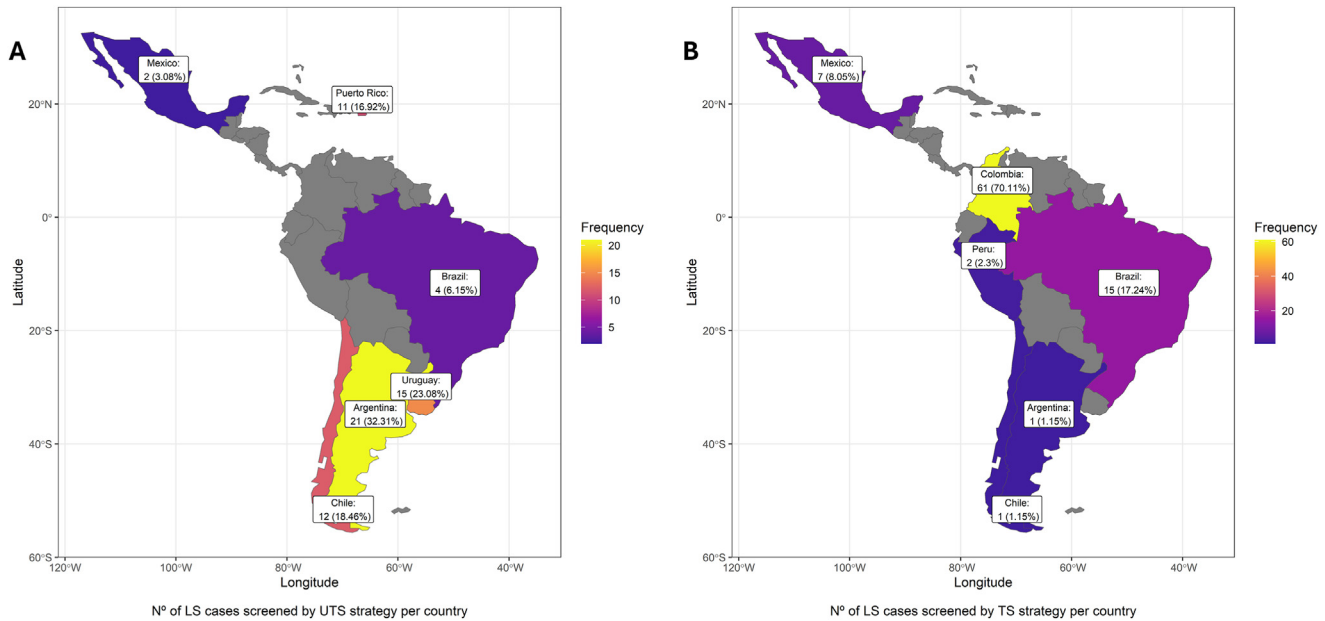 A
Mexico:
2 (3.08%)
Puerto Rico:
11 (16.92%)
Brazil:
4 (6.15%)
Uruguay:
15 (23.08%)
Argentina:
21 (32.31%)
Chile:
12 (18.46%)
20°N
0°
20°S
40°S
60°S
Latitude
120°W 100°W 80°W 60°W 40°W
Longitude
Frequency
20
15
10
5
Nº of LS cases screened by UTS strategy per country
B
Mexico:
7 (8.05%)
Colombia:
61 (70.11%)
Peru:
2 (2.3%)
Brazil:
15 (17.24%)
Argentina:
1 (1.15%)
Chile:
1 (1.15%)
20°N
0°
20°S
40°S
60°S
Latitude
120°W 100°W 80°W 60°W 40°W
Longitude
Frequency
60
40
20
Nº of LS cases screened by TS strategy per country